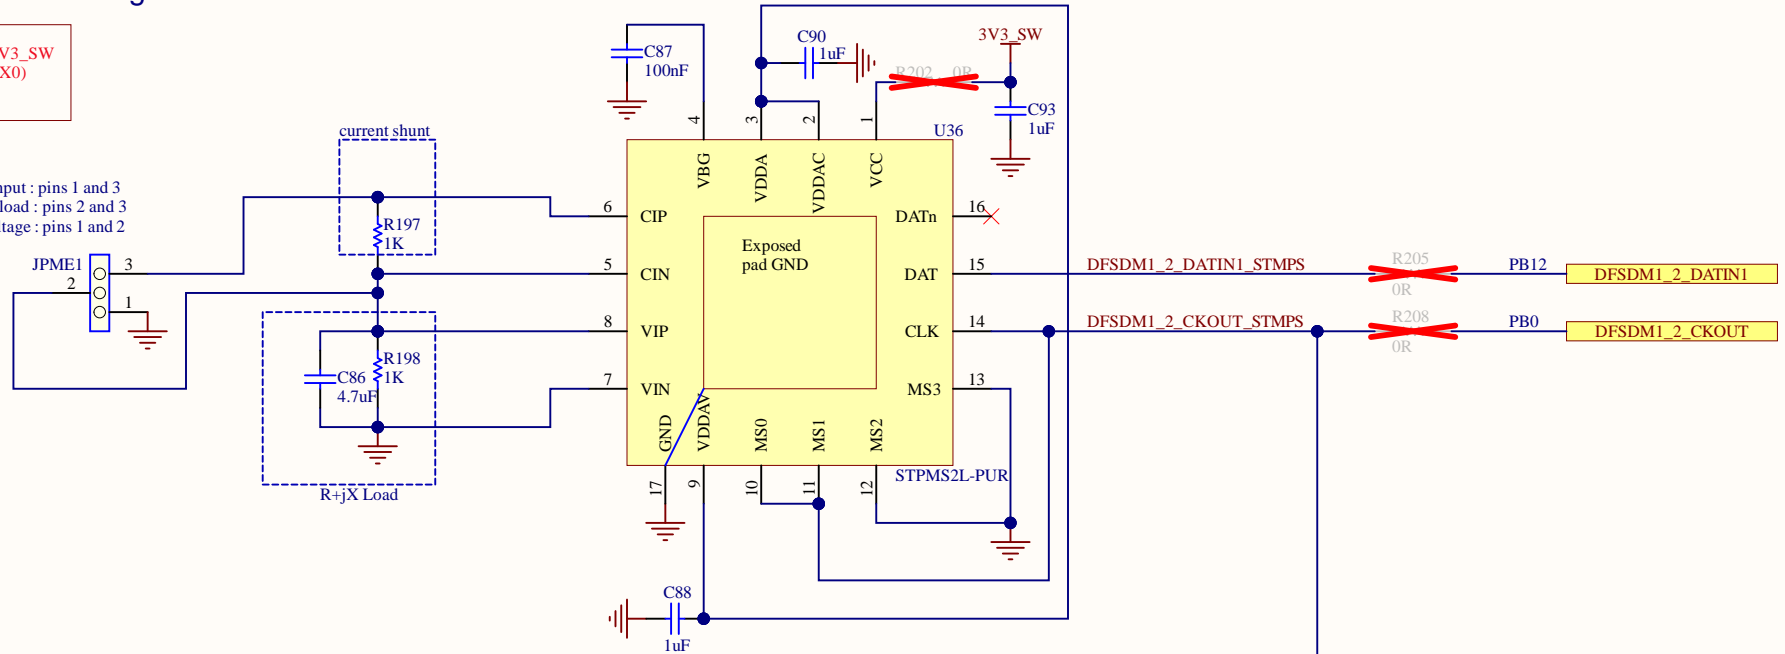 g
V3_SW
X0)
nput : pins 1 and 3
load : pins 2 and 3
ltage : pins 1 and 2
JPME1
3
2
1
current shunt
R197
1K
R198
1K
C86
4.7uF
R+jX Load
C87
100nF
C90
1uF
3V3_SW
R202 0R
C93
1uF
U36
4
3
2
1
VBG
VDDA
VDDAC
VCC
6
CIP
5
CIN
8
VIP
7
VIN
Exposed
pad GND
DATn
16
DAT
15
CLK
14
MS3
13
GND
VDDAV
MS0
MS1
MS2
17
9
10
11
12
STPMS2L-PUR
C88
1uF
DFSDM1_2_DATIN1_STMPS
R205
0R
PB12
DFSDM1_2_DATIN1
DFSDM1_2_CKOUT_STMPS
R208
0R
PB0
DFSDM1_2_CKOUT